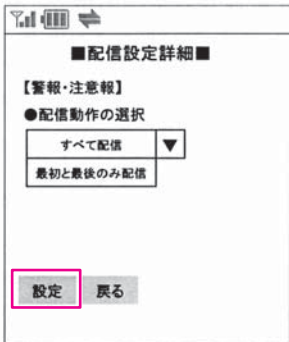 ■配信設定詳細■
【警報・注意報】
●配信動作の選択
すべて配信 ▼
最初と最後のみ配信
設定 戻る